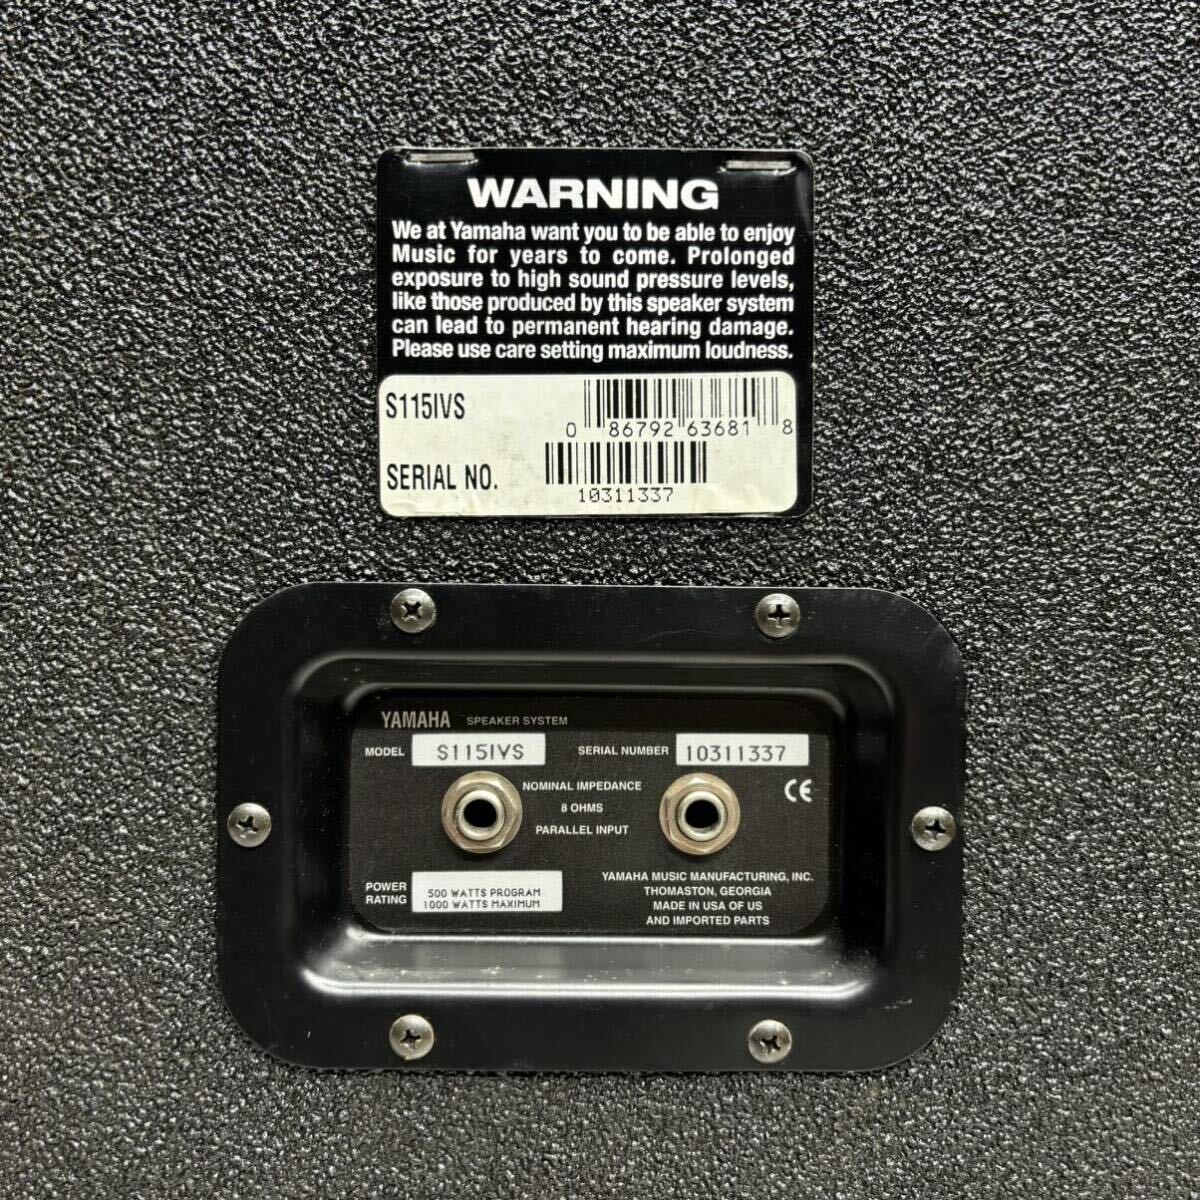 WARNING
We at Yamaha want you to be able to enjoy
Music for years to come. Prolonged
exposure to high sound pressure levels,
like those produced by this speaker system
can lead to permanent hearing damage.
Please use care setting maximum loudness.
S115IVS
0 86792 63681 8
SERIAL NO.
10311337
YAMAHA SPEAKER SYSTEM
MODEL S115IVS SERIAL NUMBER 10311337
NOMINAL IMPEDANCE
8 OHMS
PARALLEL INPUT
CE
POWER
RATING
500 WATTS PROGRAM
1000 WATTS MAXIMUM
YAMAHA MUSIC MANUFACTURING, INC.
THOMASTON, GEORGIA
MADE IN USA OF US
AND IMPORTED PARTS